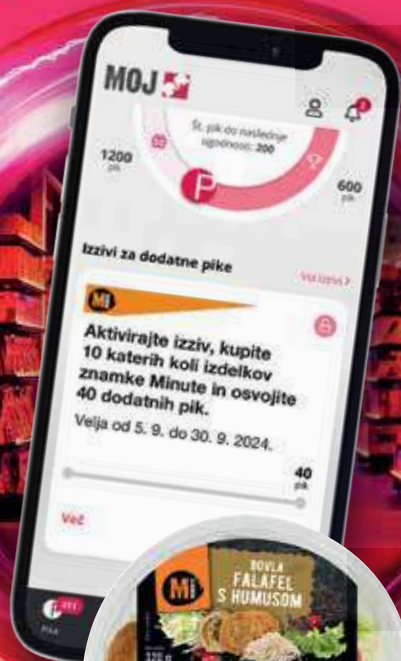 MOJ
Št. pik do naslednje
ugodnosti: 200
1200
pik
600
pik
Izzivi za dodatne pike
Vsi izzivi >
Mi
Aktivirajte izziv, kupite
10 katerih koli izdelkov
znamke Minute in osvojite
40 dodatnih pik.
Velja od 5. 9. do 30. 9. 2024.
40
pik
Več
Mi
BOVLA
FALAFEL
S HUMUSOM
320 g